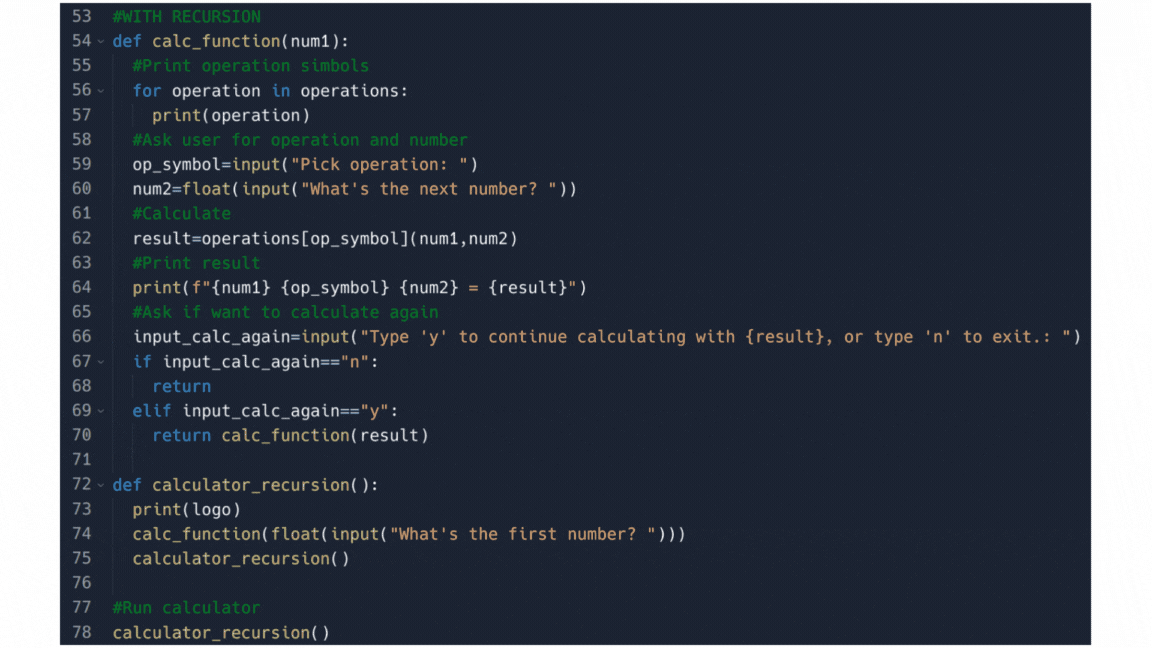 53 #WITH RECURSION
54 def calc_function(num1):
55 #Print operation simbols
56 for operation in operations:
57 print(operation)
58 #Ask user for operation and number
59 op_symbol=input("Pick operation: ")
60 num2=float(input("What's the next number? "))
61 #Calculate
62 result=operations[op_symbol](num1,num2)
63 #Print result
64 print(f"{num1} {op_symbol} {num2} = {result}")
65 #Ask if want to calculate again
66 input_calc_again=input("Type 'y' to continue calculating with {result}, or type 'n' to exit.: ")
67 if input_calc_again=="n":
68 return
69 elif input_calc_again=="y":
70 return calc_function(result)
71
72 def calculator_recursion():
73 print(logo)
74 calc_function(float(input("What's the first number? ")))
75 calculator_recursion()
76
77 #Run calculator
78 calculator_recursion()